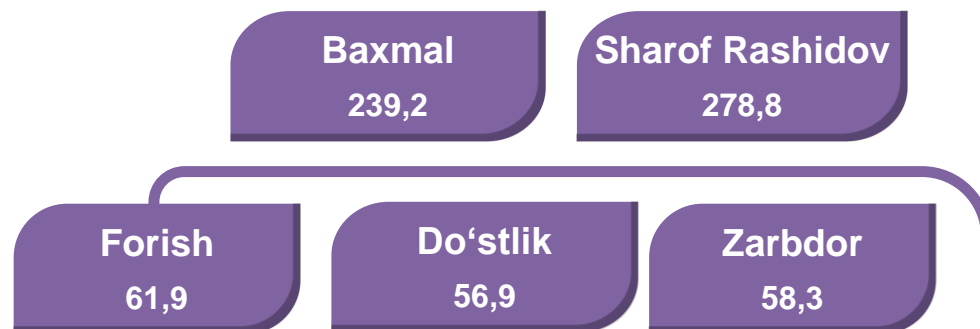 Baxmal
239,2
Sharof Rashidov
278,8
Forish
61,9
Do‘stlik
56,9
Zarbdor
58,3